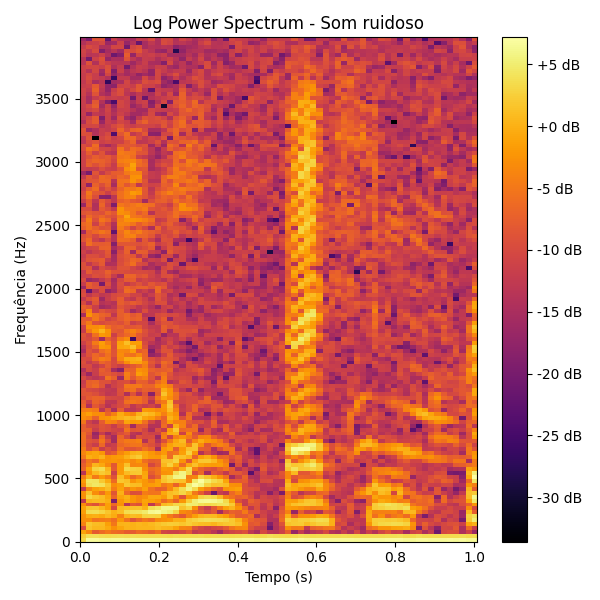 Log Power Spectrum - Som ruidoso
Frequência (Hz)
3500
3000
2500
2000
1500
1000
500
0
0.0 0.2 0.4 0.6 0.8 1.0
Tempo (s)
+5 dB
+0 dB
-5 dB
-10 dB
-15 dB
-20 dB
-25 dB
-30 dB